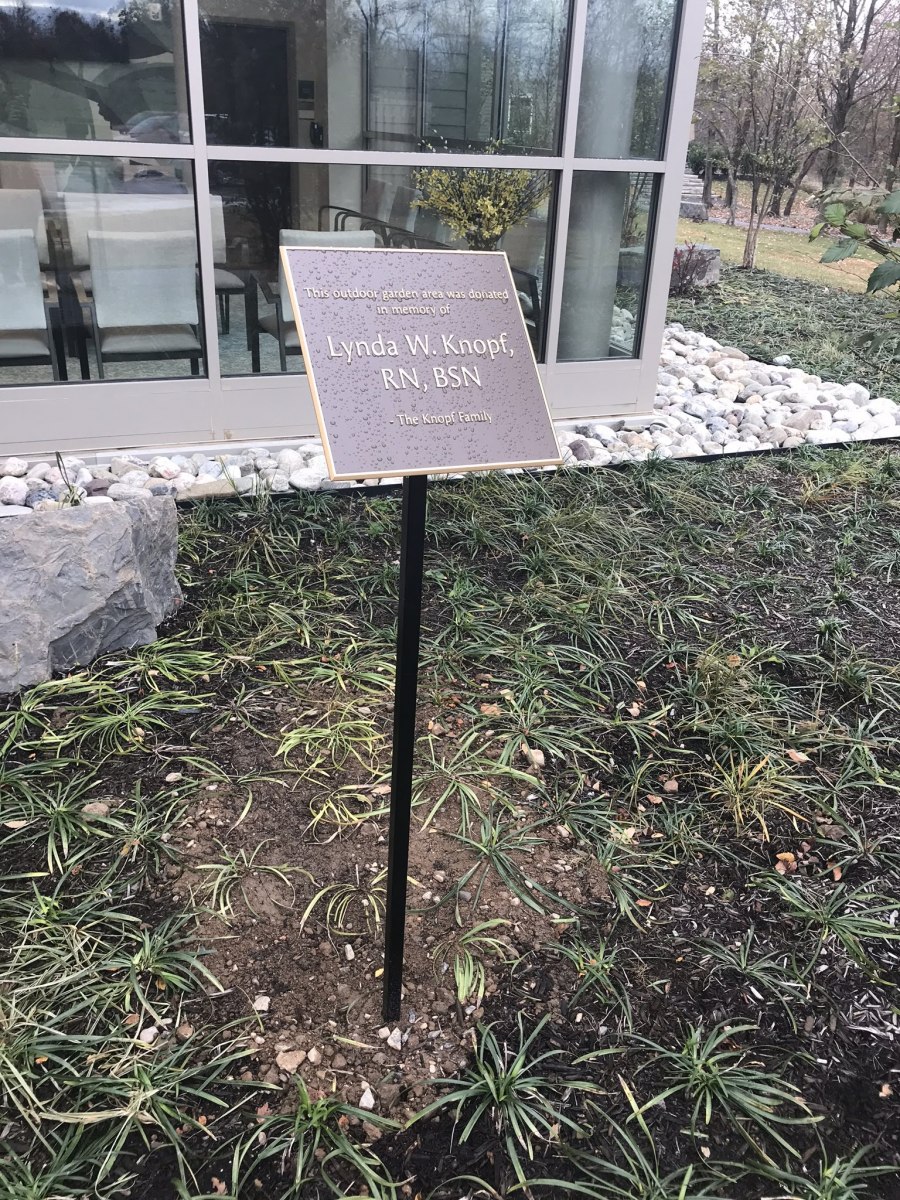 This outdoor garden area was donated
in memory of
Lynda W. Knopf,
RN, BSN
- The Knopf Family